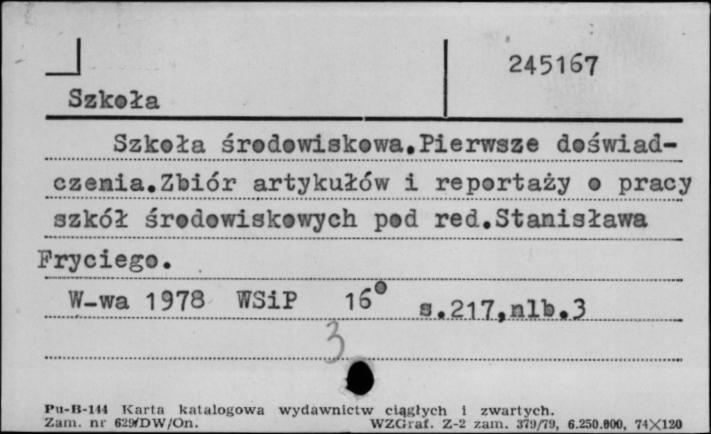 245167
Szkoła
Szkoła środowiskowa.Pierwsze doświad-
czenia.Zbiór artykułów i reportaży o pracy
szkół środowiskowych pod red.Stanisława
Fryciego.
W-wa 1978 WSiP 16° s.217,nlb.3
3
Pu-B-144 Karta katalogowa wydawnictw ciągłych i zwartych.
Zam. nr 629/DW/On. WZGraf. Z-2 zam. 379/79, 6.250.000, 74×120